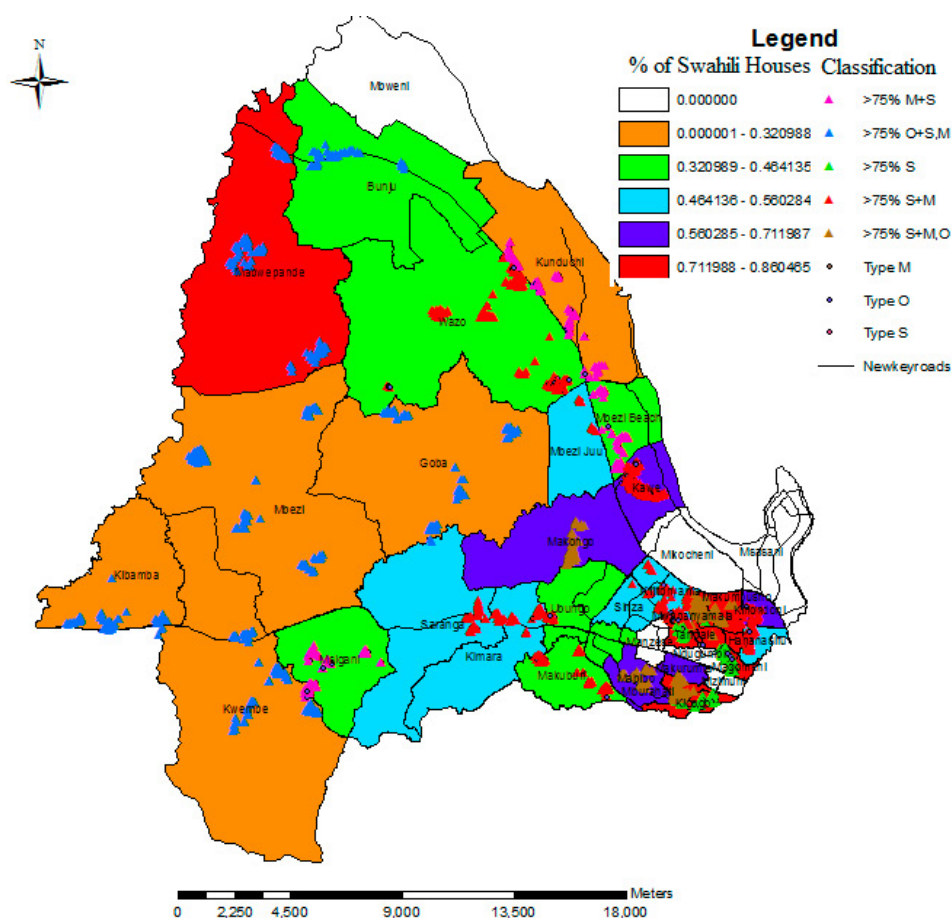 Legend
% of Swahili Houses Classification
0.000000 >75% M+S
0.000001 - 0.320988 >75% O+S,M
0.320989 - 0.464135 >75% S
0.464136 - 0.560284 >75% S+M
0.560285 - 0.711987 >75% S+M,O
0.711988 - 0.860465 Type M
Type O
Type S
Newkeyroads
N
Mbweni
Bunju
Mabwepande
Kunduchi
Wazo
Mbezi Beach
Mbezi Juu
Goba
Kawe
Mbezi
Makongo
Mikocheni
Msasani
Kibamba
Sinza
Ubungo
Saranga
Manzese
Tandale
Kimara
Msigani
Makuburi
Mabibo
Kwembe
Meters
0 2,250 4,500 9,000 13,500 18,000